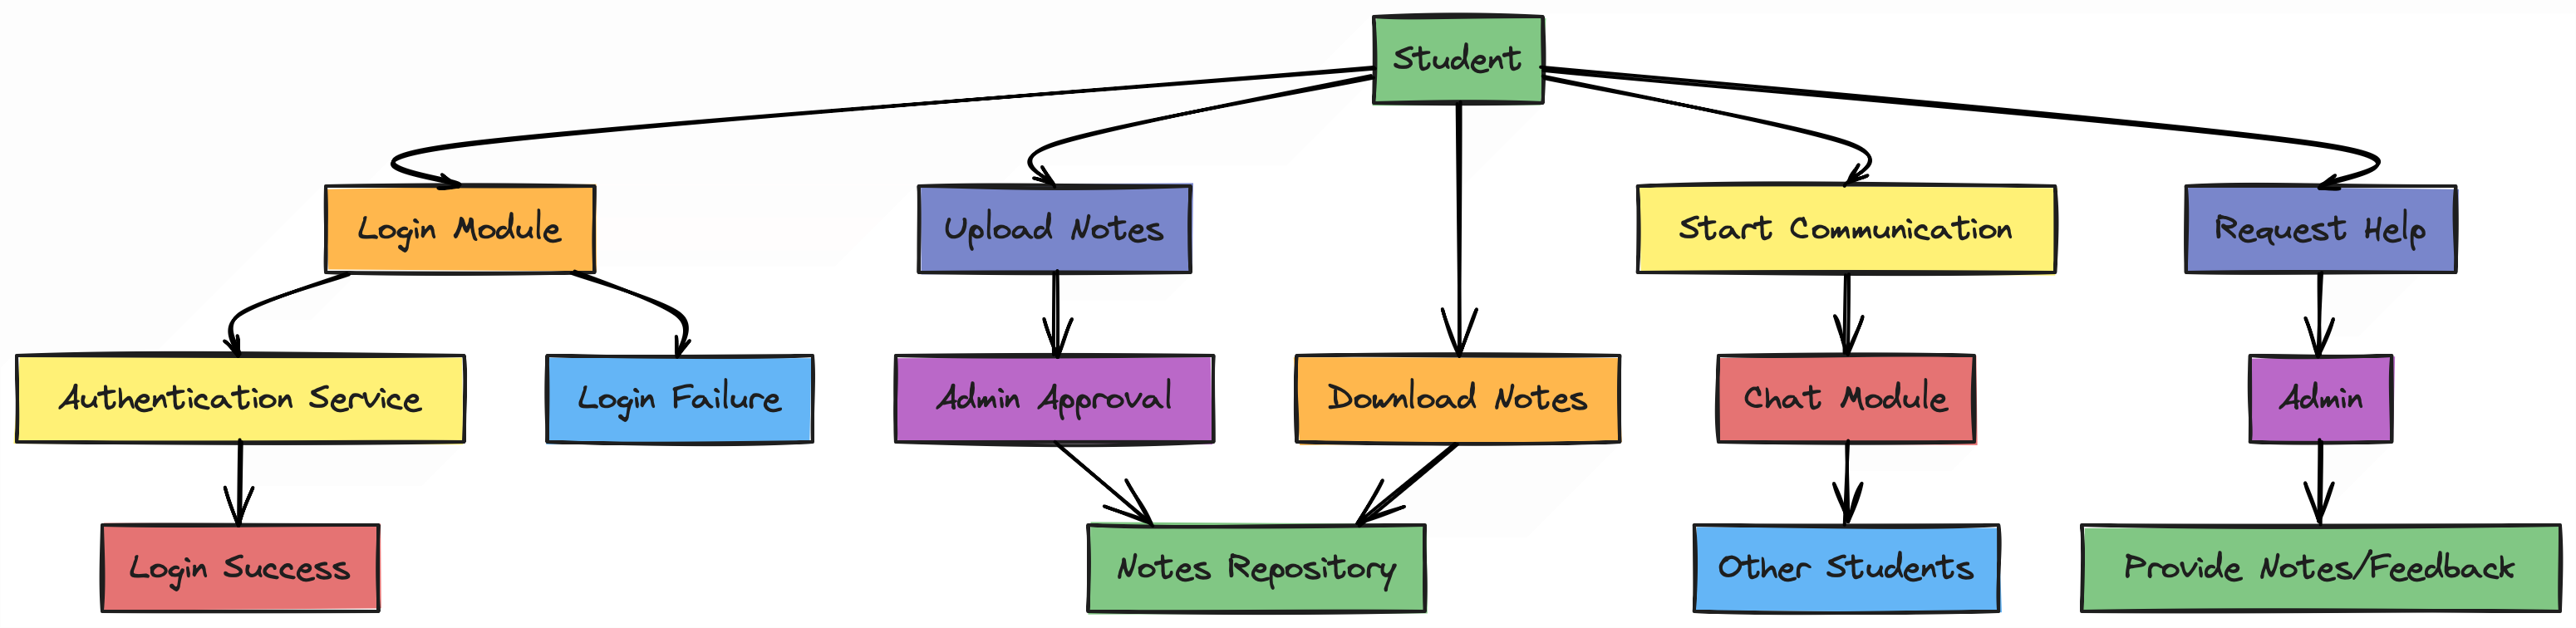 Student
Login Module
Upload Notes
Start Communication
Request Help
Authentication Service
Login Failure
Admin Approval
Download Notes
Chat Module
Admin
Login Success
Notes Repository
Other Students
Provide Notes/Feedback